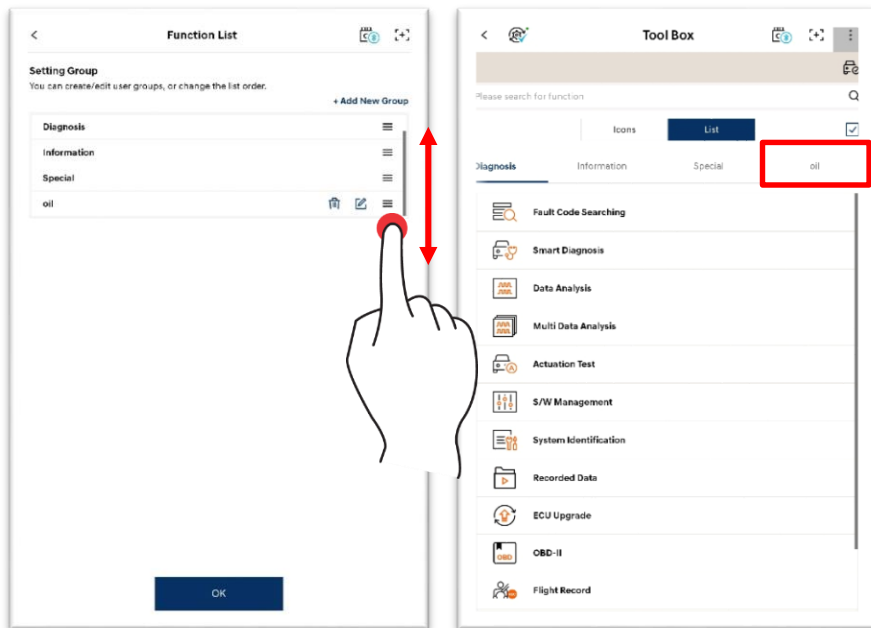 Function List
Setting Group
You can create/edit user groups, or change the list order.
+ Add New Group
Diagnosis
Information
Special
oil
OK
Tool Box
Please search for function
Icons
List
Diagnosis
Information
Special
oil
Fault Code Searching
Smart Diagnosis
Data Analysis
Multi Data Analysis
Actuation Test
S/W Management
System Identification
Recorded Data
ECU Upgrade
OBD
OBD-II
Flight Record